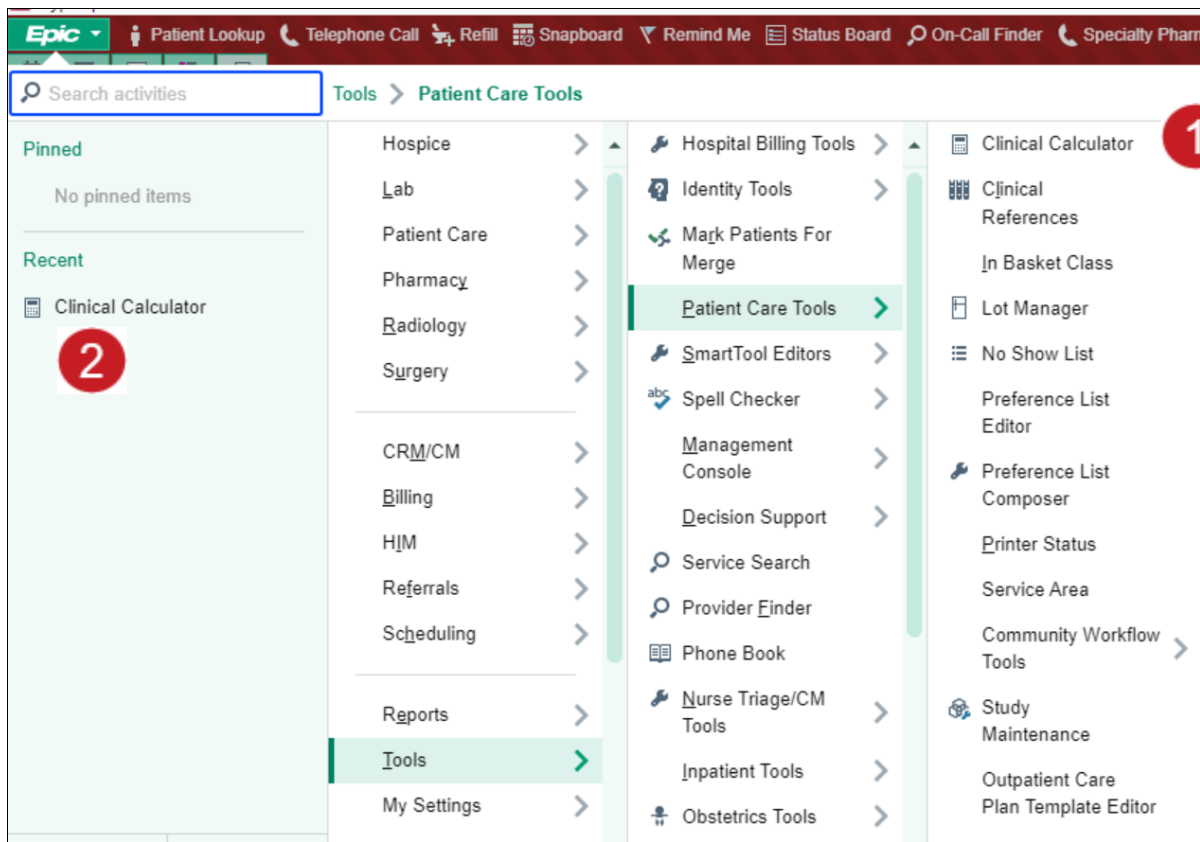 Epic
Patient Lookup
Telephone Call
Refill
Snapboard
Remind Me
Status Board
On-Call Finder
Specialty
Search activities
Tools
Patient Care Tools
Pinned
No pinned items
Recent
Clinical Calculator
2
Hospice
Lab
Patient Care
Pharmacy
Radiology
Surgery
CRM/CM
Billing
HIM
Referrals
Scheduling
Reports
Tools
My Settings
Hospital Billing Tools
Identity Tools
Mark Patients For
Merge
Patient Care Tools
SmartTool Editors
abc
Spell Checker
Management
Console
Decision Support
Service Search
Provider Finder
Phone Book
Nurse Triage/CM
Tools
Inpatient Tools
Obstetrics Tools
Clinical Calculator
1
Clinical
References
In Basket Class
Lot Manager
No Show List
Preference List
Editor
Preference List
Composer
Printer Status
Service Area
Community Workflow
Tools
Study
Maintenance
Outpatient Care
Plan Template Editor